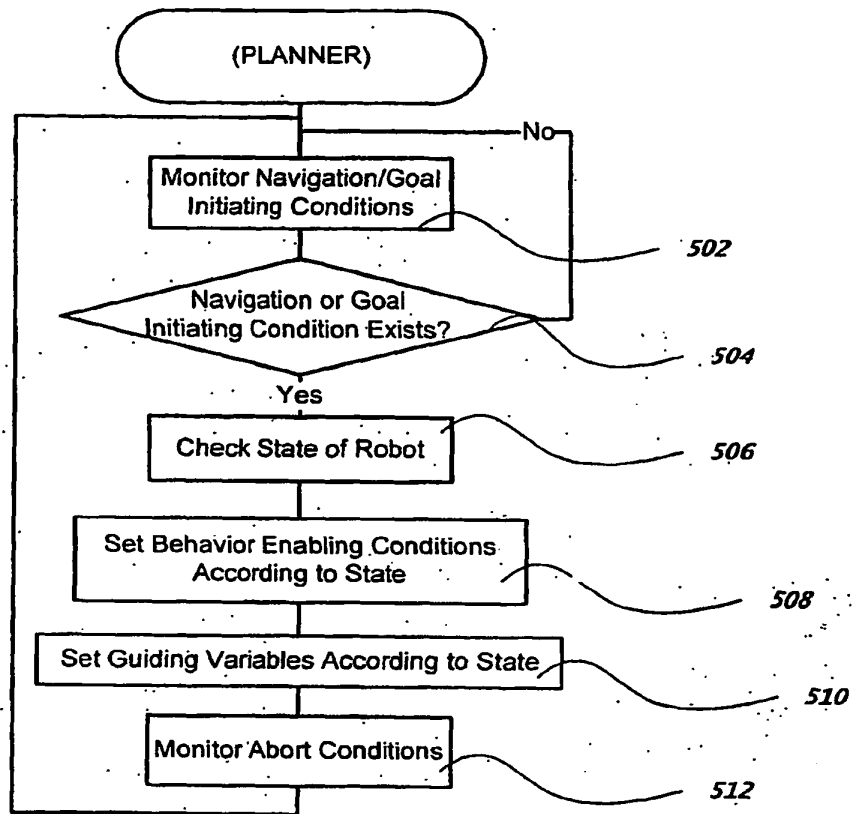 (PLANNER)
No
Monitor Navigation/Goal
Initiating Conditions
502
Navigation or Goal
Initiating Condition Exists?
504
Yes
Check State of Robot
506
Set Behavior Enabling Conditions
According to State
508
Set Guiding Variables According to State
510
Monitor Abort Conditions
512